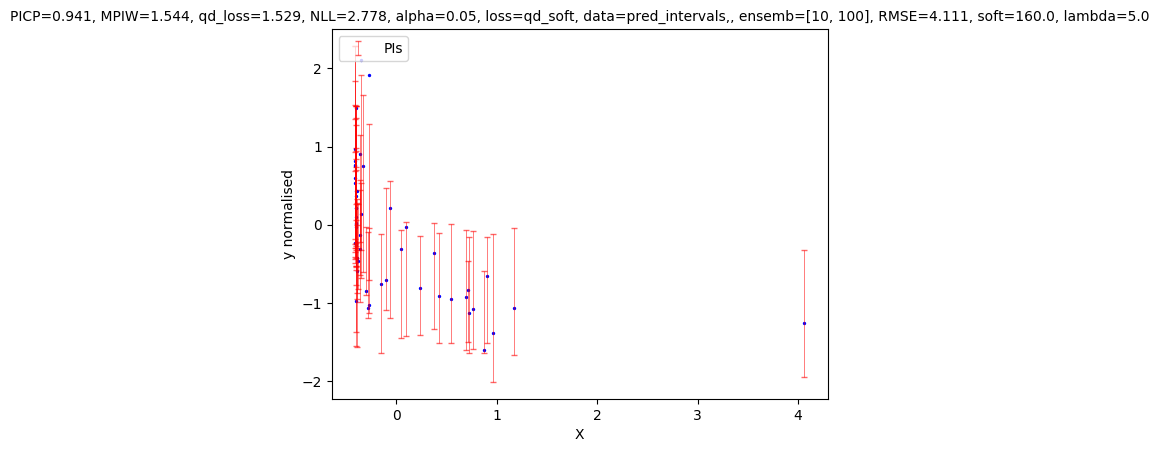 PICP=0.941, MPIW=1.544, qd_loss=1.529, NLL=2.778, alpha=0.05, loss=qd_soft, data=pred_intervals,, ensemb=[10, 100], RMSE=4.111, soft=160.0, lambda=5.0
PIs
2
1
0
−1
−2
y normalised
0 1 2 3 4
X